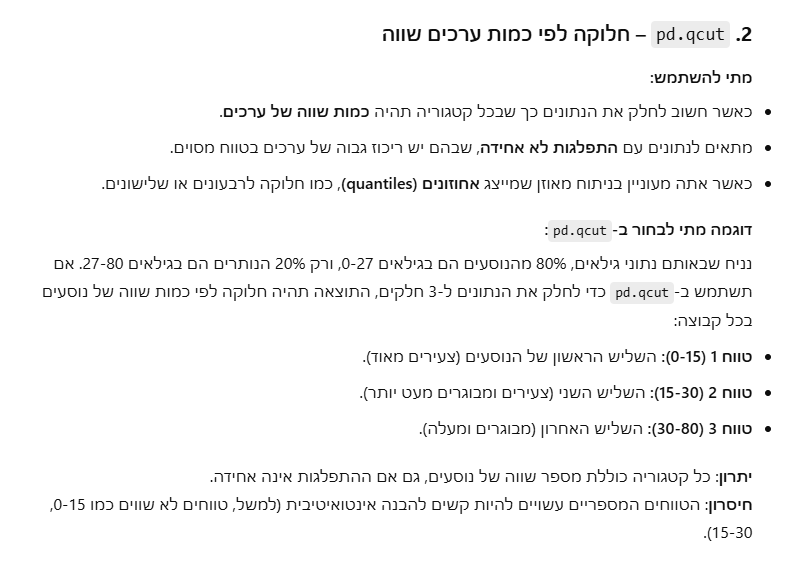 2. pd.qcut – חלוקה לפי כמות ערכים שווה
מתי להשתמש:
• כאשר חשוב לחלק את הנתונים כך שבכל קטגוריה תהיה כמות שווה של ערכים.
• מתאים לנתונים עם התפלגות לא אחידה, שבהם יש ריכוז גבוה של ערכים בטווח מסוים.
• כאשר אתה מעוניין בניתוח מאוזן שמייצג אחוזונים (quantiles), כמו חלוקה לרבעונים או שלישונים.
דוגמה מתי לבחור ב-pd.qcut:
נניח שבאותם נתוני גילאים, 80% מהנוסעים הם בגילאים 0-27, ורק 20% הנותרים הם בגילאים 27-80. אם
תשתמש ב-pd.qcut כדי לחלק את הנתונים ל-3 חלקים, התוצאה תהיה חלוקה לפי כמות שווה של נוסעים
בכל קבוצה:
• טווח 1 (0-15): השליש הראשון של הנוסעים (צעירים מאוד).
• טווח 2 (15-30): השליש השני (צעירים ומבוגרים מעט יותר).
• טווח 3 (30-80): השליש האחרון (מבוגרים ומעלה).
יתרון: כל קטגוריה כוללת מספר שווה של נוסעים, גם אם ההתפלגות אינה אחידה.
חיסרון: הטווחים המספריים עשויים להיות קשים להבנה אינטואיטיבית (למשל, טווחים לא שווים כמו 0-15,
15-30).